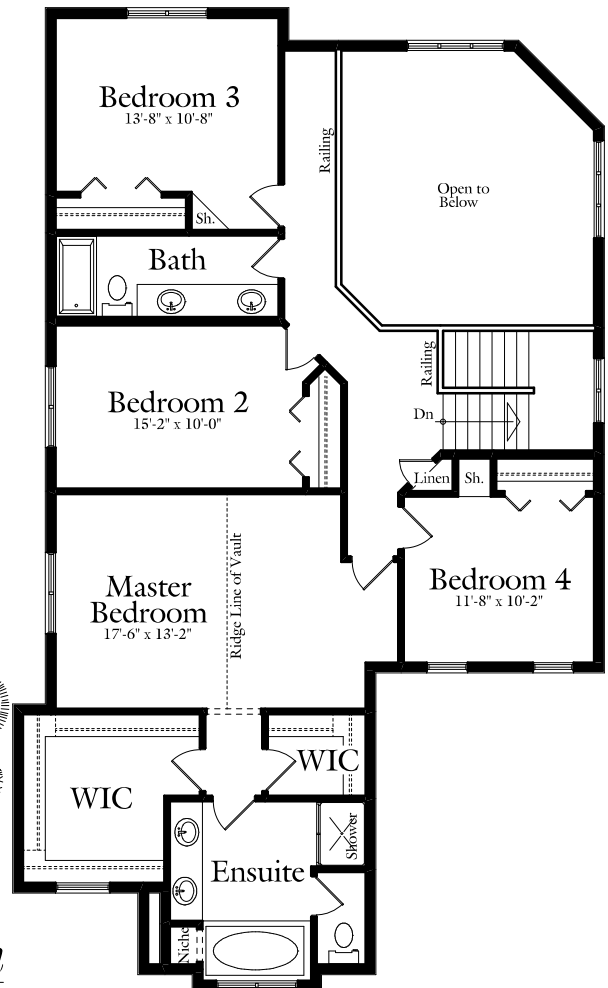 Bedroom 3
13'-8" x 10'-8"
Railing
Open to
Below
Sh.
Bath
Railing
Bedroom 2
15'-2" x 10'-0"
Dn
Linen
Sh.
Master
Bedroom
17'-6" x 13'-2"
Ridge Line of Vault
Bedroom 4
11'-8" x 10'-2"
WIC
WIC
Shower
Ensuite
Niche